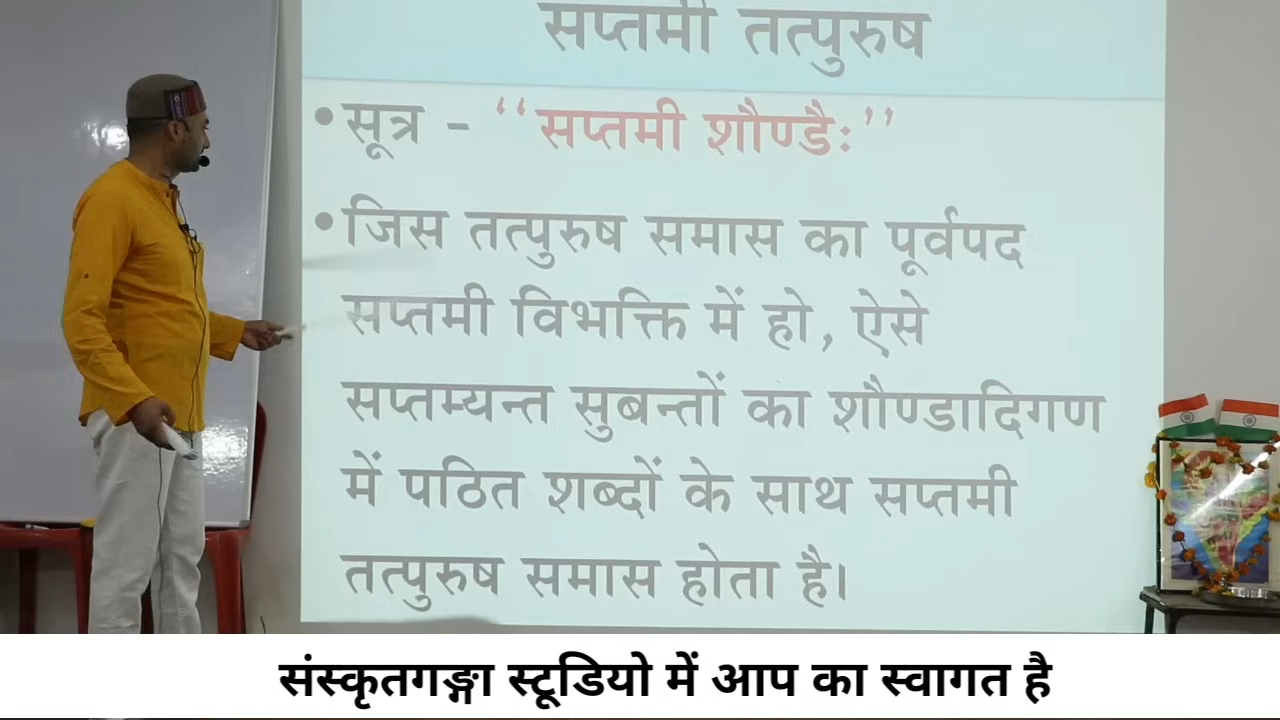 सप्तमी तत्पुरुष
•सूत्र - ‘‘सप्तमी शौण्डैः’’
•जिस तत्पुरुष समास का पूर्वपद
सप्तमी विभक्ति में हो, ऐसे
सप्तम्यन्त सुबन्तों का शौण्डादिगण
में पठित शब्दों के साथ सप्तमी
तत्पुरुष समास होता है।
संस्कृतगङ्गा स्टूडियो में आप का स्वागत है